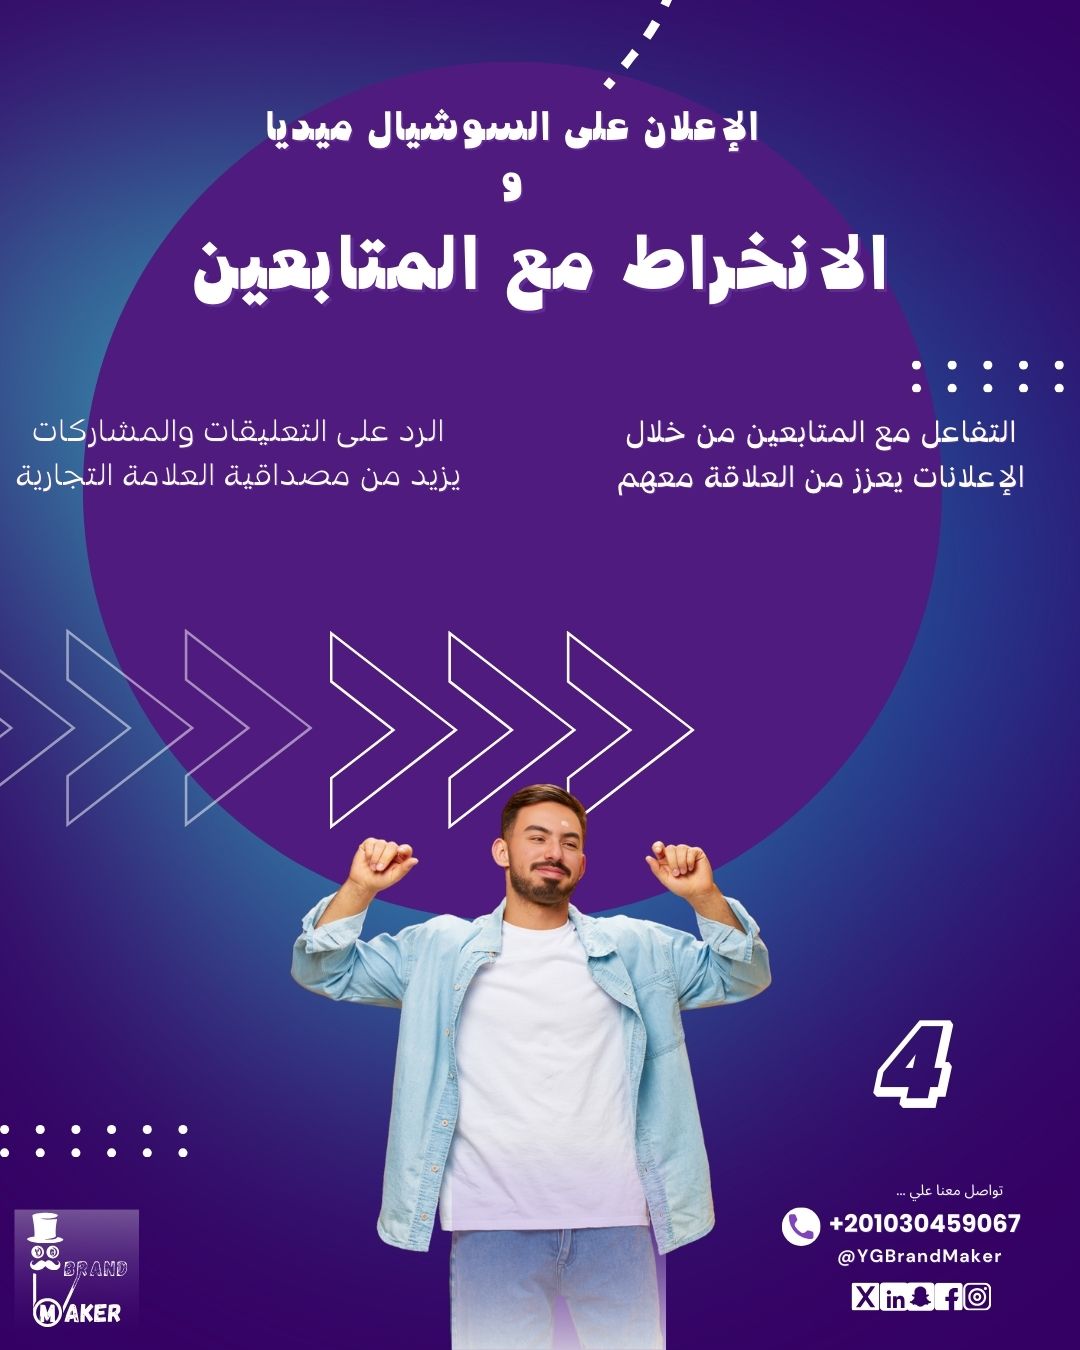 الإعلان على السوشيال ميديا
و
الانخراط مع المتابعين
التفاعل مع المتابعين من خلال
الإعلانات يعزز من العلاقة معهم
الرد على التعليقات والمشاركات
يزيد من مصداقية العلامة التجارية
4
تواصل معنا علي ...
+201030459067
@YGBrandMaker
BRAND
MAKER